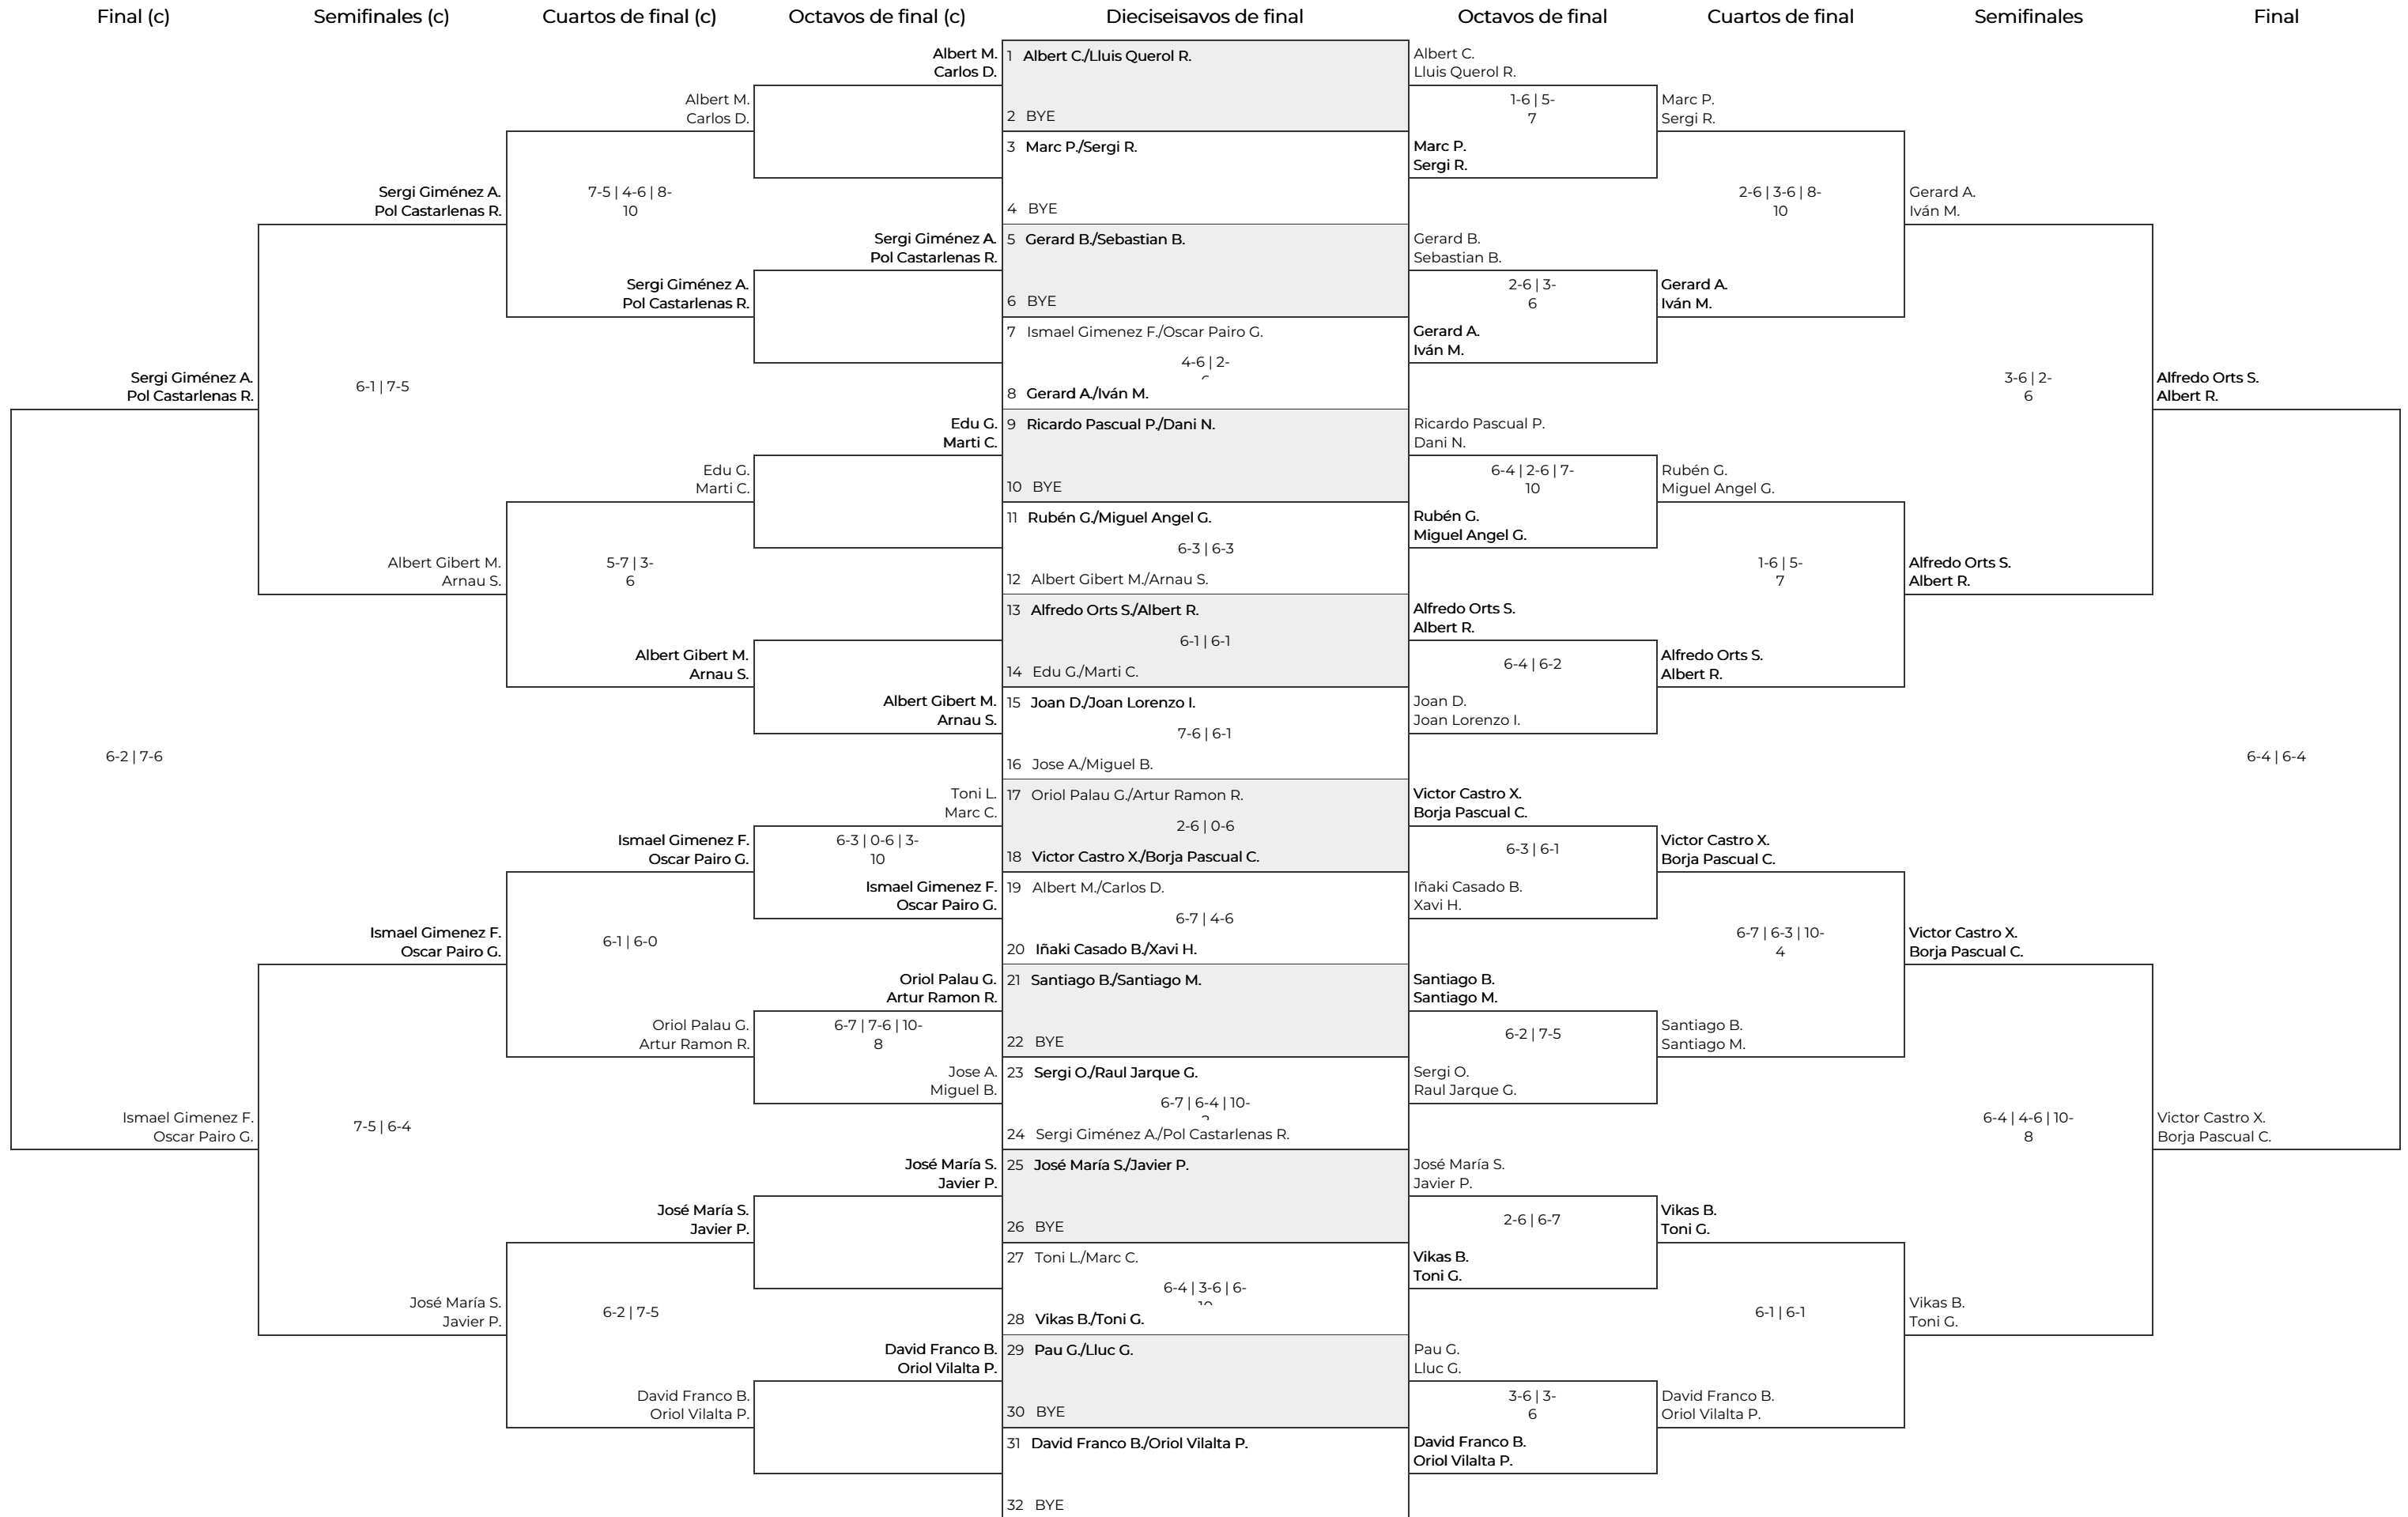 Final (c)
Semifinales (c)
Cuartos de final (c)
Octavos de final (c)
Dieciseisavos de final
Octavos de final
Cuartos de final
Semifinales
Final
Sergi Giménez A.
Pol Castarlenas R.
6-2 | 7-6
Ismael Gimenez F.
Oscar Pairo G.
Sergi Giménez A.
Pol Castarlenas R.
6-1 | 7-5
Albert Gibert M.
Arnau S.
Ismael Gimenez F.
Oscar Pairo G.
7-5 | 6-4
José María S.
Javier P.
Albert M.
Carlos D.
7-5 | 4-6 | 8-
10
Sergi Giménez A.
Pol Castarlenas R.
Edu G.
Marti C.
5-7 | 3-
6
Albert Gibert M.
Arnau S.
Ismael Gimenez F.
Oscar Pairo G.
6-1 | 6-0
Oriol Palau G.
Artur Ramon R.
José María S.
Javier P.
6-2 | 7-5
David Franco B.
Oriol Vilalta P.
Albert M.
Carlos D.
Sergi Giménez A.
Pol Castarlenas R.
Edu G.
Marti C.
Albert Gibert M.
Arnau S.
Toni L.
Marc C.
6-3 | 0-6 | 3-
10
Ismael Gimenez F.
Oscar Pairo G.
Oriol Palau G.
Artur Ramon R.
6-7 | 7-6 | 10-
8
Jose A.
Miguel B.
José María S.
Javier P.
David Franco B.
Oriol Vilalta P.
1 Albert C./Lluis Querol R.
2 BYE
3 Marc P./Sergi R.
4 BYE
5 Gerard B./Sebastian B.
6 BYE
7 Ismael Gimenez F./Oscar Pairo G.
4-6 | 2-
8 Gerard A./Iván M.
9 Ricardo Pascual P./Dani N.
10 BYE
11 Rubén G./Miguel Angel G.
6-3 | 6-3
12 Albert Gibert M./Arnau S.
13 Alfredo Orts S./Albert R.
6-1 | 6-1
14 Edu G./Marti C.
15 Joan D./Joan Lorenzo I.
7-6 | 6-1
16 Jose A./Miguel B.
17 Oriol Palau G./Artur Ramon R.
2-6 | 0-6
18 Victor Castro X./Borja Pascual C.
19 Albert M./Carlos D.
6-7 | 4-6
20 Iñaki Casado B./Xavi H.
21 Santiago B./Santiago M.
22 BYE
23 Sergi O./Raul Jarque G.
6-7 | 6-4 | 10-
24 Sergi Giménez A./Pol Castarlenas R.
25 José María S./Javier P.
26 BYE
27 Toni L./Marc C.
6-4 | 3-6 | 6-
28 Vikas B./Toni G.
29 Pau G./Lluc G.
30 BYE
31 David Franco B./Oriol Vilalta P.
32 BYE
Albert C.
Lluis Querol R.
1-6 | 5-
7
Marc P.
Sergi R.
Gerard B.
Sebastian B.
2-6 | 3-
6
Gerard A.
Iván M.
Ricardo Pascual P.
Dani N.
6-4 | 2-6 | 7-
10
Rubén G.
Miguel Angel G.
Alfredo Orts S.
Albert R.
6-4 | 6-2
Joan D.
Joan Lorenzo I.
Victor Castro X.
Borja Pascual C.
6-3 | 6-1
Iñaki Casado B.
Xavi H.
Santiago B.
Santiago M.
6-2 | 7-5
Sergi O.
Raul Jarque G.
José María S.
Javier P.
2-6 | 6-7
Vikas B.
Toni G.
Pau G.
Lluc G.
3-6 | 3-
6
David Franco B.
Oriol Vilalta P.
Marc P.
Sergi R.
2-6 | 3-6 | 8-
10
Gerard A.
Iván M.
Rubén G.
Miguel Angel G.
1-6 | 5-
7
Alfredo Orts S.
Albert R.
Victor Castro X.
Borja Pascual C.
6-7 | 6-3 | 10-
4
Santiago B.
Santiago M.
Vikas B.
Toni G.
6-1 | 6-1
David Franco B.
Oriol Vilalta P.
Gerard A.
Iván M.
3-6 | 2-
6
Alfredo Orts S.
Albert R.
Victor Castro X.
Borja Pascual C.
6-4 | 4-6 | 10-
8
Vikas B.
Toni G.
Alfredo Orts S.
Albert R.
6-4 | 6-4
Victor Castro X.
Borja Pascual C.